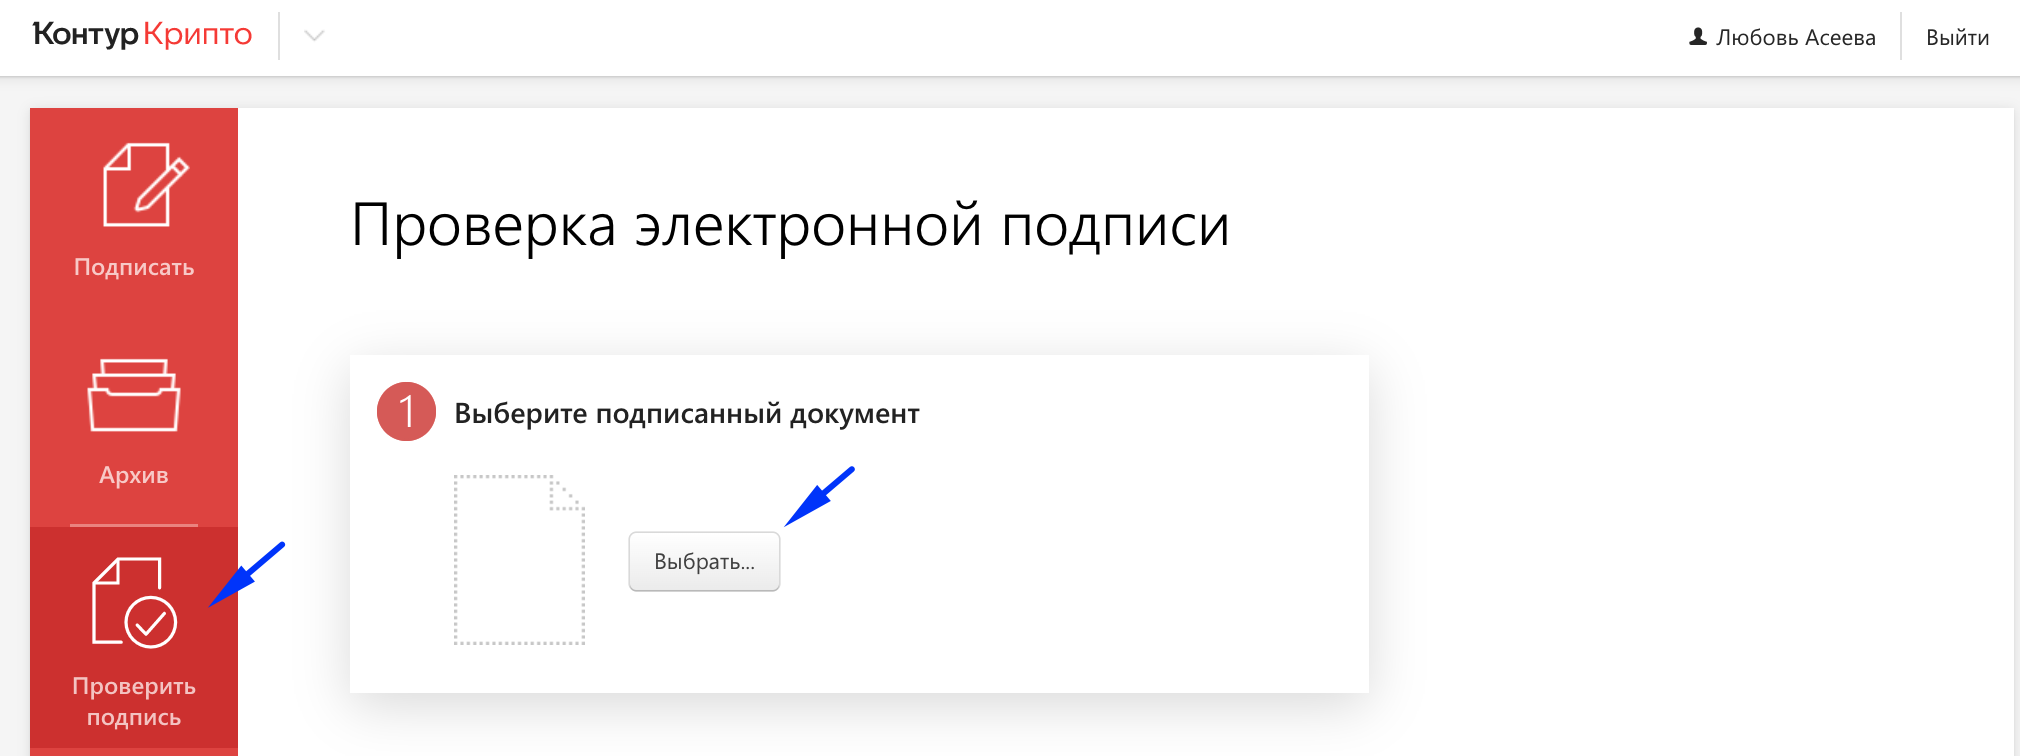 Контур Крипто
Любовь Асеева
Выйти
Подписать
Архив
Проверить
подпись
Проверка электронной подписи
1 Выберите подписанный документ
Выбрать...